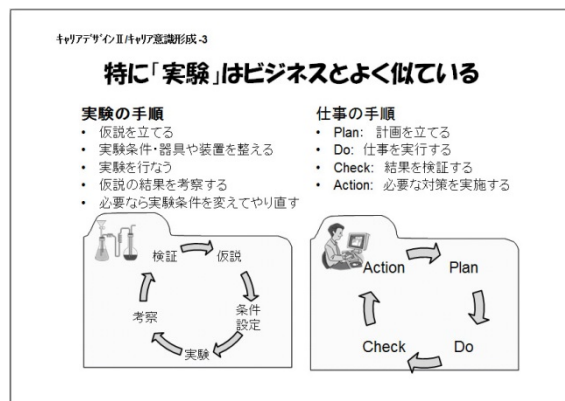 キャリアデザインⅡ/キャリア意識形成-3
特に「実験」はビジネスとよく似ている
実験の手順
• 仮説を立てる
• 実験条件・器具や装置を整える
• 実験を行なう
• 仮説の結果を考察する
• 必要なら実験条件を変えてやり直す
仕事の手順
• Plan: 計画を立てる
• Do: 仕事を実行する
• Check: 結果を検証する
• Action: 必要な対策を実施する
検証
仮説
条件
設定
実験
考察
Action
Plan
Do
Check